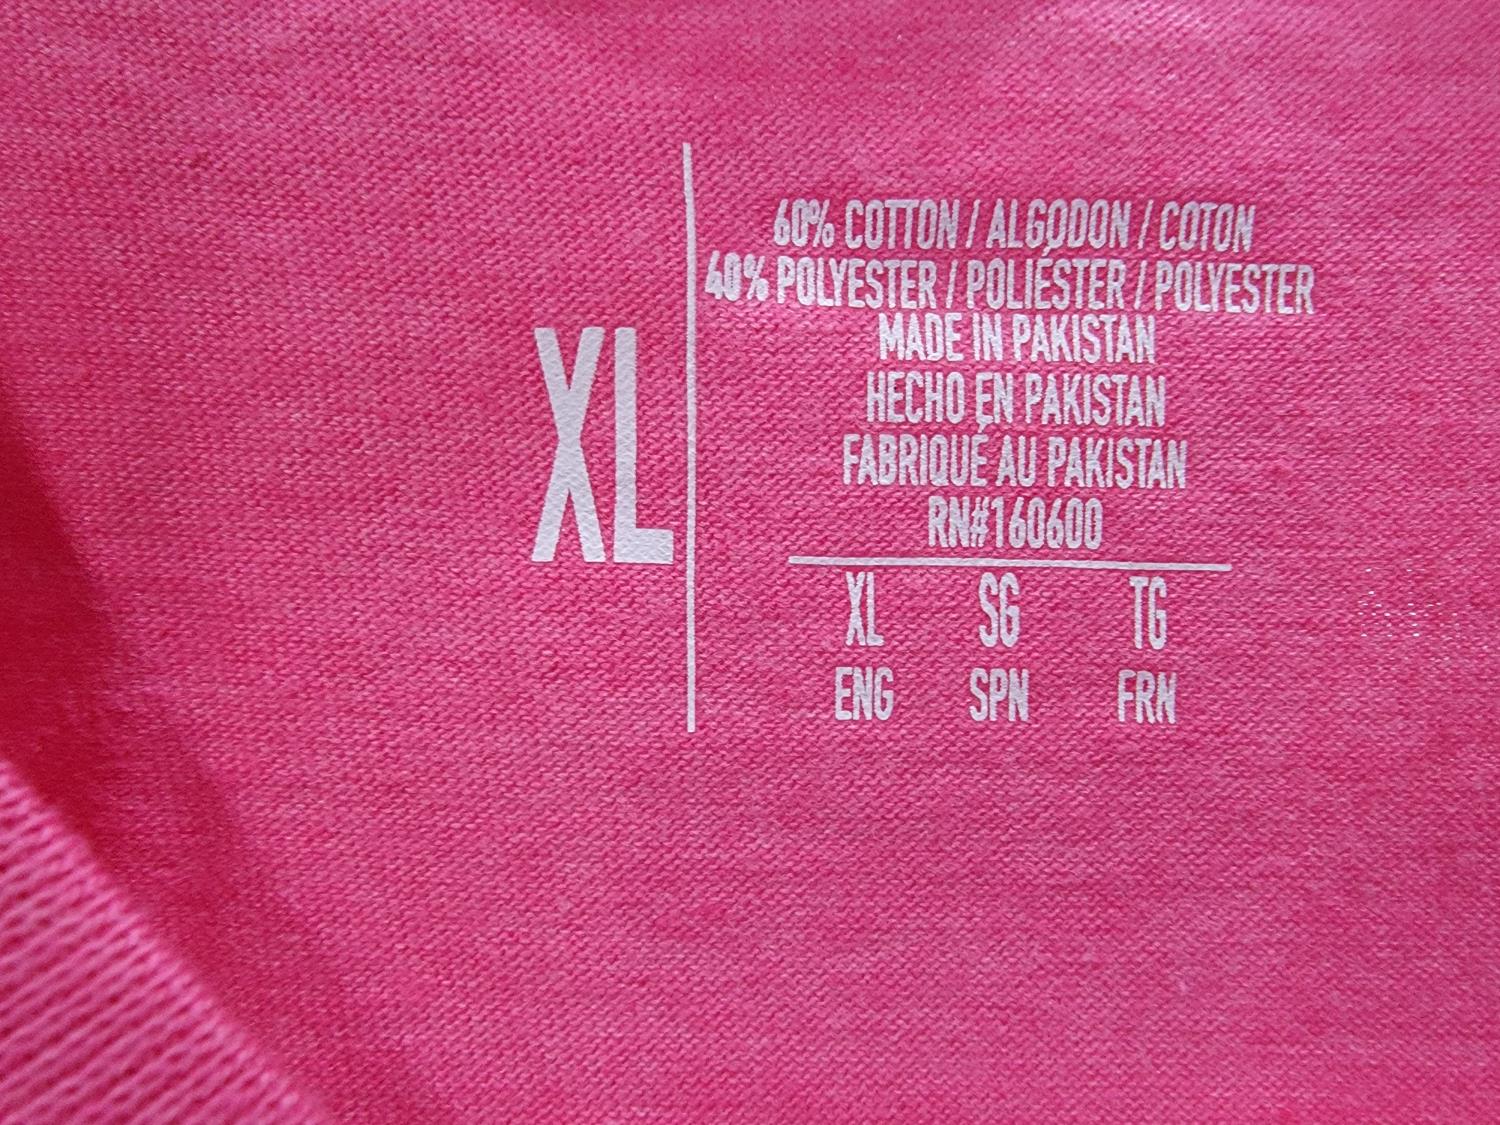 XL
60% COTTON / ALGODON / COTON
40% POLYESTER / POLIÉSTER / POLYESTER
MADE IN PAKISTAN
HECHO EN PAKISTAN
FABRIQUÉ AU PAKISTAN
RN#160600
XL SG TG
ENG SPN FRN